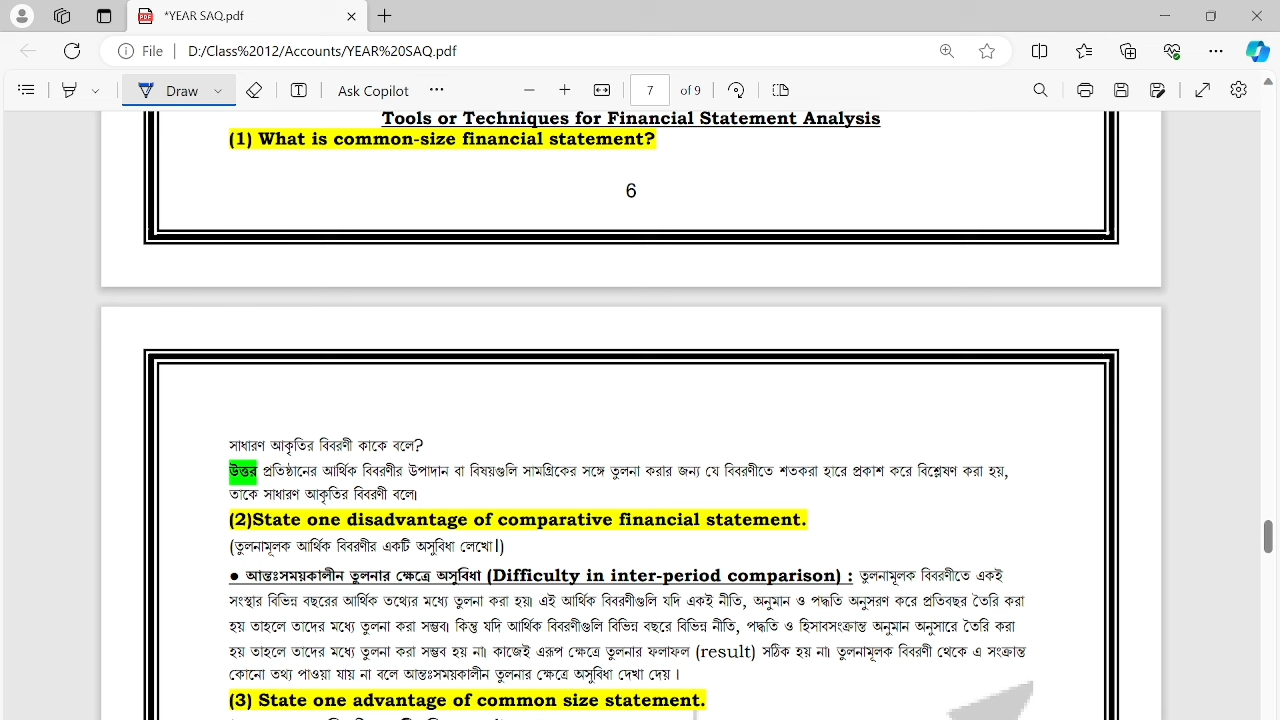 *YEAR SAQ.pdf
File | D:/Class%2012/Accounts/YEAR%20SAQ.pdf
Draw
Ask Copilot
7 of 9
Tools or Techniques for Financial Statement Analysis
(1) What is common-size financial statement?
6
সাধারণ আকৃতির বিবরণী কাকে বলে?
উত্তর প্রতিষ্ঠানের আর্থিক বিবরণীর উপাদান বা বিষয়গুলি সামগ্রিকের সঙ্গে তুলনা করার জন্য যে বিবরণীতে শতকরা হারে প্রকাশ করে বিশ্লেষণ করা হয়,
তাকে সাধারণ আকৃতির বিবরণী বলে।
(2)State one disadvantage of comparative financial statement.
(তুলনামূলক আর্থিক বিবরণীর একটি অসুবিধা লেখো।)
● আন্তঃসময়কালীন তুলনার ক্ষেত্রে অসুবিধা (Difficulty in inter-period comparison) : তুলনামূলক বিবরণীতে একই
সংস্থার বিভিন্ন বছরের আর্থিক তথ্যের মধ্যে তুলনা করা হয়। এই আর্থিক বিবরণীগুলি যদি একই নীতি, অনুমান ও পদ্ধতি অনুসরণ করে প্রতিবছর তৈরি করা
হয় তাহলে তাদের মধ্যে তুলনা করা সম্ভব। কিন্তু যদি আর্থিক বিবরণীগুলি বিভিন্ন বছরে বিভিন্ন নীতি, পদ্ধতি ও হিসাবসংক্রান্ত অনুমান অনুসারে তৈরি করা
হয় তাহলে তাদের মধ্যে তুলনা করা সম্ভব হয় না। কাজেই এরূপ ক্ষেত্রে তুলনার ফলাফল (result) সঠিক হয় না। তুলনামূলক বিবরণী থেকে এ সংক্রান্ত
কোনো তথ্য পাওয়া যায় না বলে আন্তঃসময়কালীন তুলনার ক্ষেত্রে অসুবিধা দেখা দেয় ।
(3) State one advantage of common size statement.